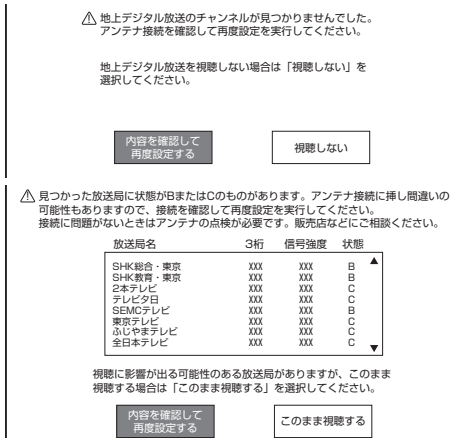 地上デジタル放送のチャンネルが見つかりませんでした。
アンテナ接続を確認して再度設定を実行してください。
地上デジタル放送を視聴しない場合は「視聴しない」を
選択してください。
内容を確認して
再度設定する
視聴しない
見つかった放送局に状態がBまたはCのものがあります。アンテナ接続に挿し間違いの
可能性もありますので、接続を確認して再度設定を実行してください。
接続に問題がないときはアンテナの点検が必要です。販売店などにご相談ください。
放送局名 3桁 信号強度 状態
SHK総合・東京 XXX XXX B
SHK教育・東京 XXX XXX B
2本テレビ XXX XXX C
テレビ夕日 XXX XXX C
SEMCテレビ XXX XXX B
東京テレビ XXX XXX C
ふじやまテレビ XXX XXX C
全日本テレビ XXX XXX C
視聴に影響が出る可能性のある放送局がありますが、このまま
視聴する場合は「このまま視聴する」を選択してください。
内容を確認して
再度設定する
このまま視聴する